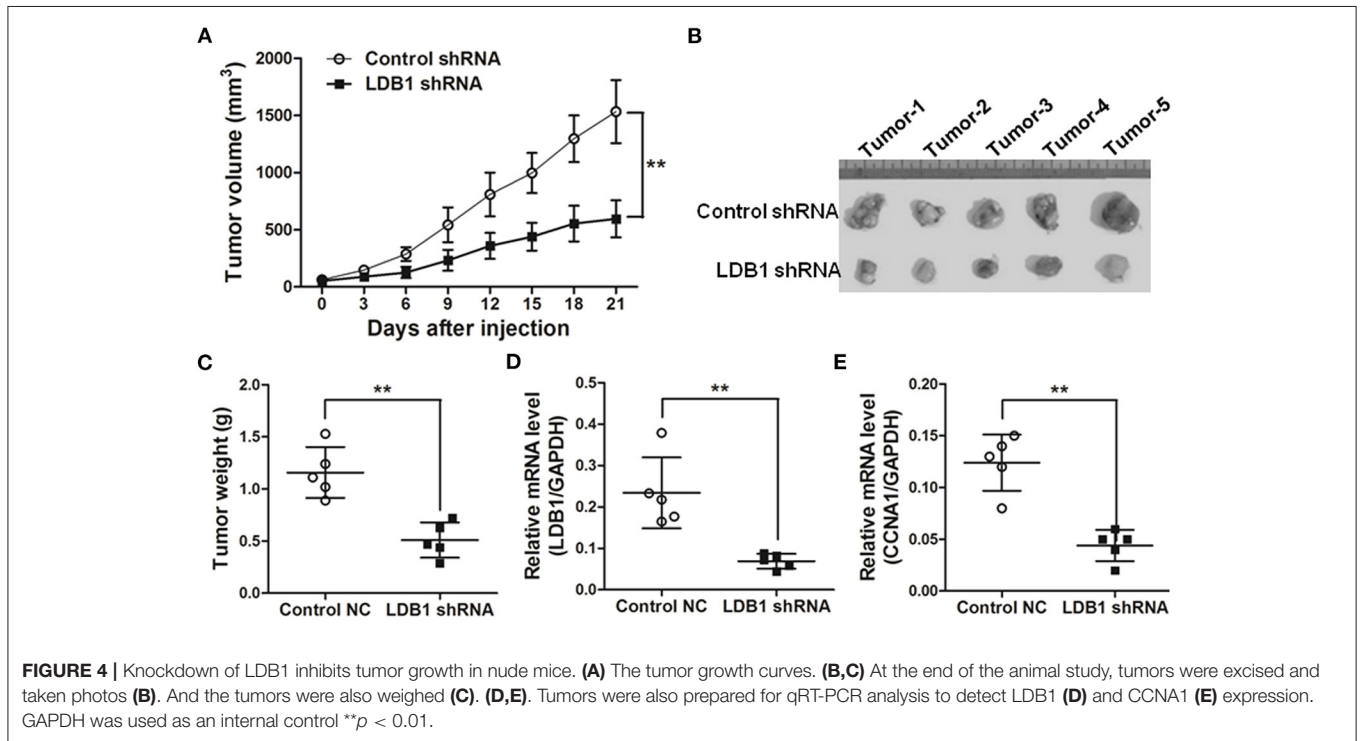 A
Tumor volume (mm³)
2000
1500
1000
500
0
Control shRNA
LDB1 shRNA
**
0 3 6 9 12 15 18 21
Days after injection
B
Tumor-1 Tumor-2 Tumor-3 Tumor-4 Tumor-5
Control shRNA
LDB1 shRNA
C
Tumor weight (g)
2.0
1.5
1.0
0.5
0.0
**
Control NC LDB1 shRNA
D
Relative mRNA level
(LDB1/GAPDH)
0.5
0.4
0.3
0.2
0.1
0.0
**
Control NC LDB1 shRNA
E
Relative mRNA level
(CCNA1/GAPDH)
0.20
0.15
0.10
0.05
0.00
**
Control NC LDB1 shRNA
FIGURE 4 | Knockdown of LDB1 inhibits tumor growth in nude mice. (A) The tumor growth curves. (B,C) At the end of the animal study, tumors were excised and
taken photos (B). And the tumors were also weighed (C). (D,E). Tumors were also prepared for qRT-PCR analysis to detect LDB1 (D) and CCNA1 (E) expression.
GAPDH was used as an internal control **p < 0.01.